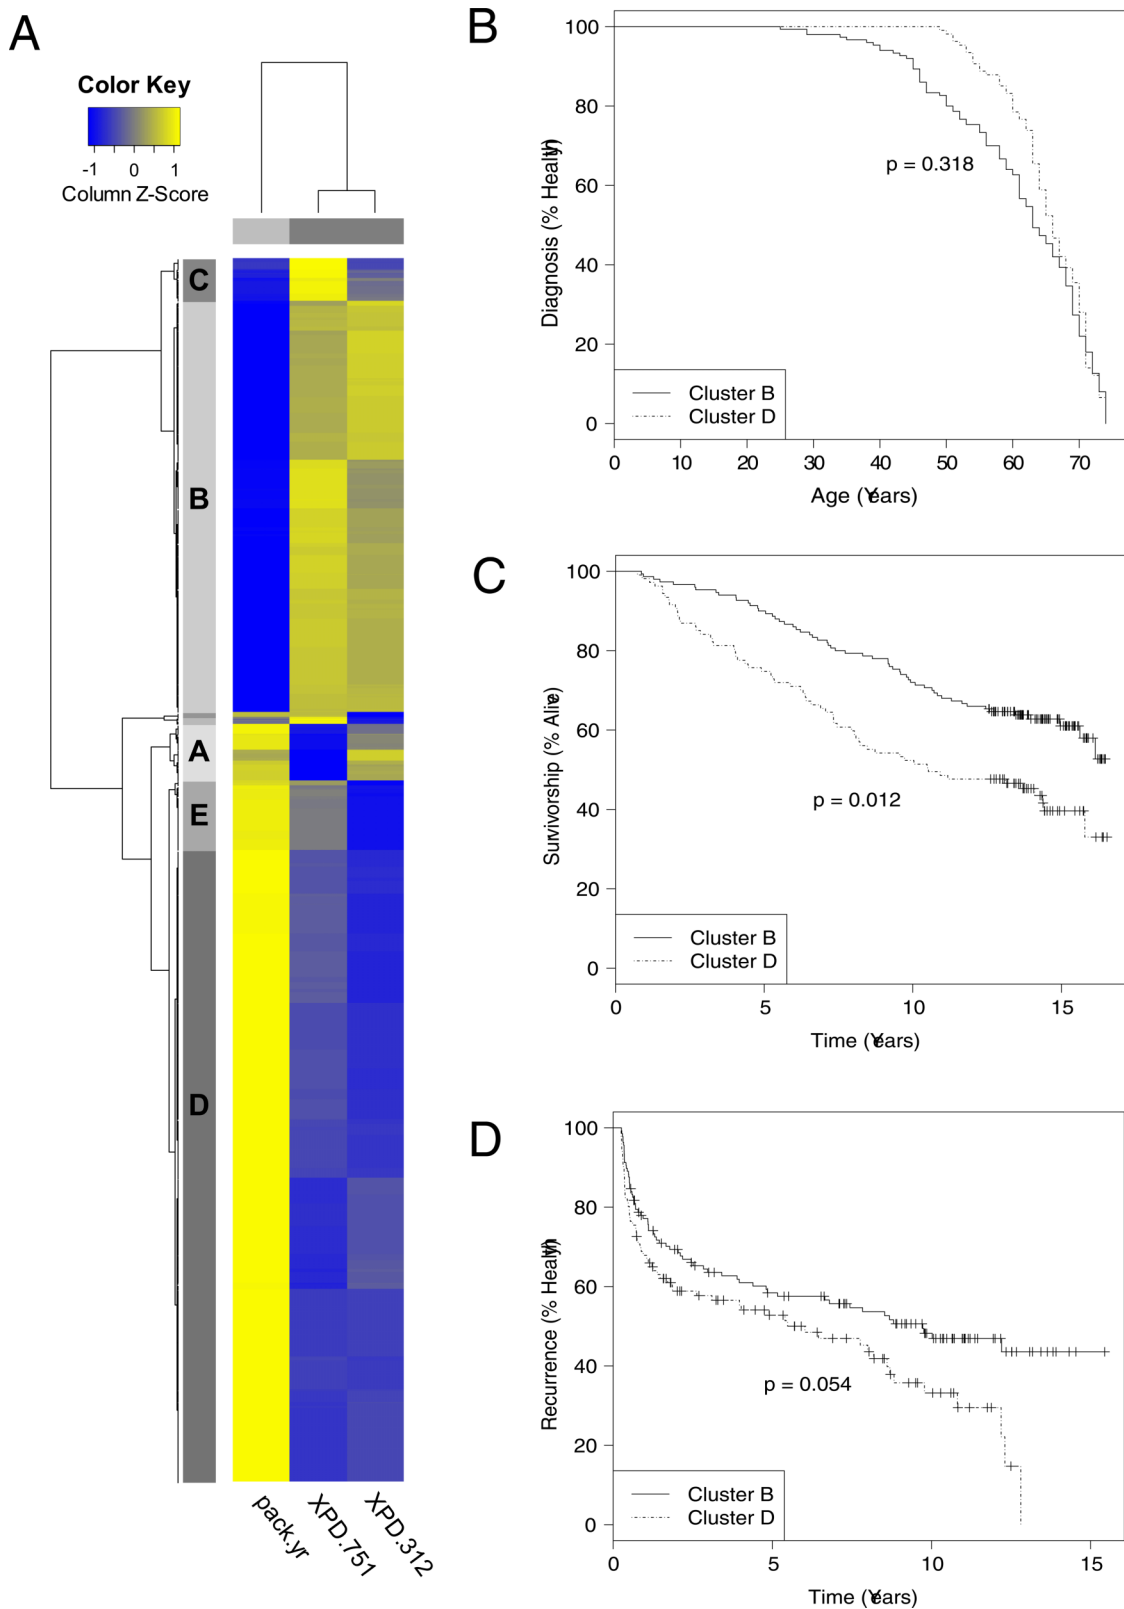 A
Color Key
-1 0 1
Column Z-Score
C
B
A
E
D
pack.yr
XPD.751
XPD.312
B
100
80
60
40
20
0
Diagnosis (% Health)
p = 0.318
Cluster B
Cluster D
0 10 20 30 40 50 60 70
Age (Years)
C
100
80
60
40
20
0
Survivorship (% Alive)
p = 0.012
Cluster B
Cluster D
0 5 10 15
Time (Years)
D
100
80
60
40
20
0
Recurrence (% Health)
p = 0.054
Cluster B
Cluster D
0 5 10 15
Time (Years)